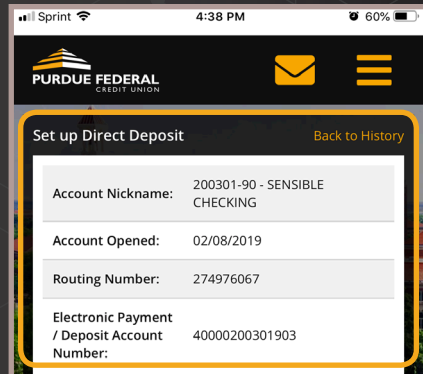 Sprint 4:38 PM 60%
PURDUE FEDERAL
CREDIT UNION
Set up Direct Deposit Back to History
Account Nickname: 200301-90 - SENSIBLE
CHECKING
Account Opened: 02/08/2019
Routing Number: 274976067
Electronic Payment
/ Deposit Account
Number: 40000200301903